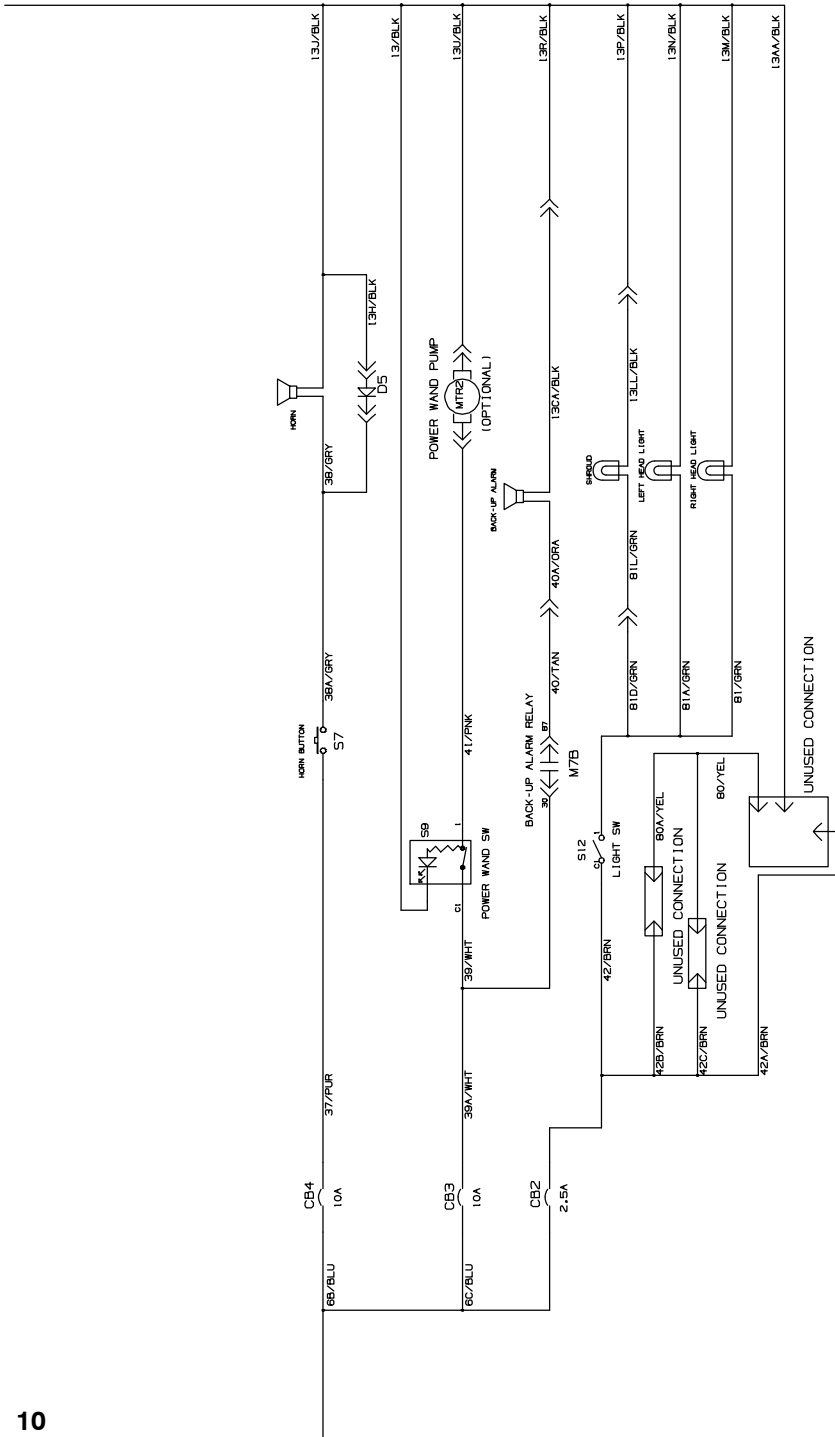 13J/BLK
13/BLK
13U/BLK
13R/BLK
13P/BLK
13N/BLK
13M/BLK
13AA/BLK
13H/BLK
D5
HORN
38/GRY
POWER WAND PUMP
(OPTIONAL)
MTR2
13CA/BLK
13LL/BLK
BACK-UP ALARM
SHROUD
LEFT HEAD LIGHT
RIGHT HEAD LIGHT
40A/ORA
81L/GRN
38A/GRY
HORN BUTTON
S7
41/PNK
40/TAN
81D/GRN
81A/GRN
81/GRN
BACK-UP ALARM RELAY
87
30
M7B
UNUSED CONNECTION
80/YEL
80A/YEL
S9
1
C1
POWER WAND SW
S12
1
C1
LIGHT SW
UNUSED CONNECTION
UNUSED CONNECTION
39/WHT
42/BRN
42B/BRN
42C/BRN
42A/BRN
37/PUR
39A/WHT
CB4
10A
CB3
10A
CB2
2.5A
6B/BLU
6C/BLU
10